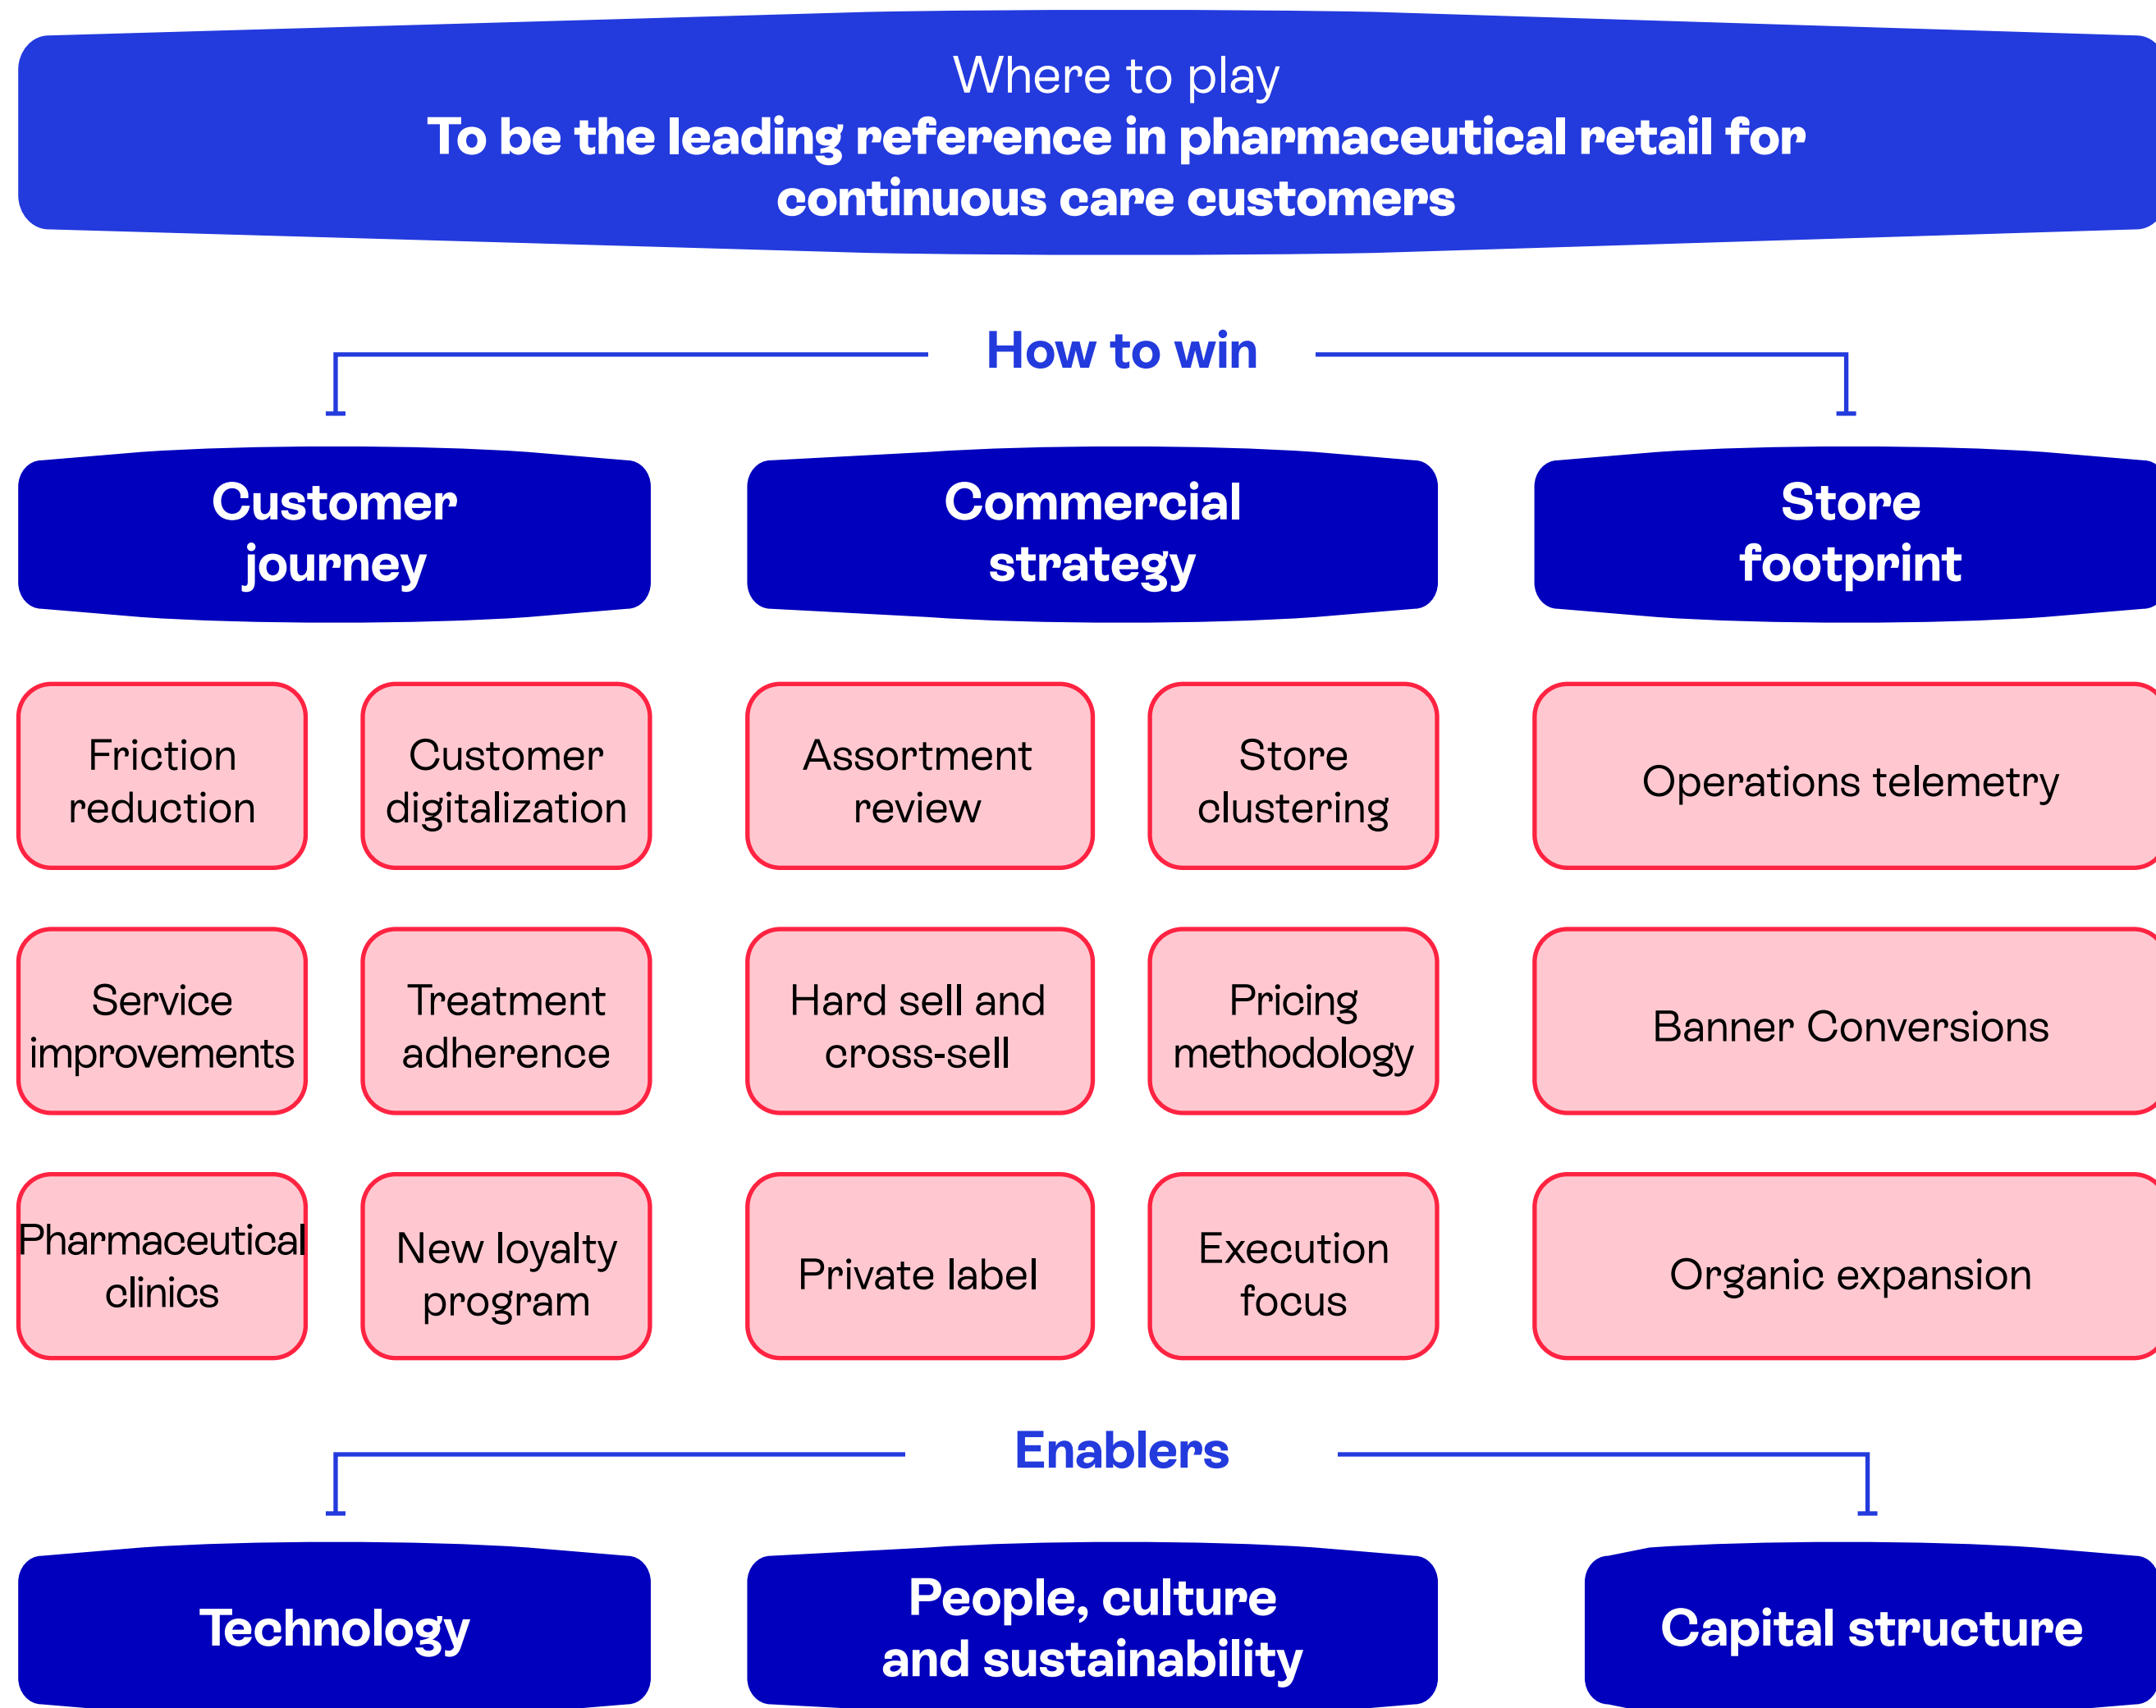 Where to play
To be the leading reference in pharmaceutical retail for
continuous care customers
How to win
Customer
journey
Commercial
strategy
Store
footprint
Friction
reduction
Customer
digitalization
Assortment
review
Store
clustering
Operations telemetry
Service
improvements
Treatment
adherence
Hard sell and
cross-sell
Pricing
methodology
Banner Conversions
Pharmaceutical
clinics
New loyalty
program
Private label
Execution
focus
Organic expansion
Enablers
Technology
People, culture
and sustainability
Capital structure